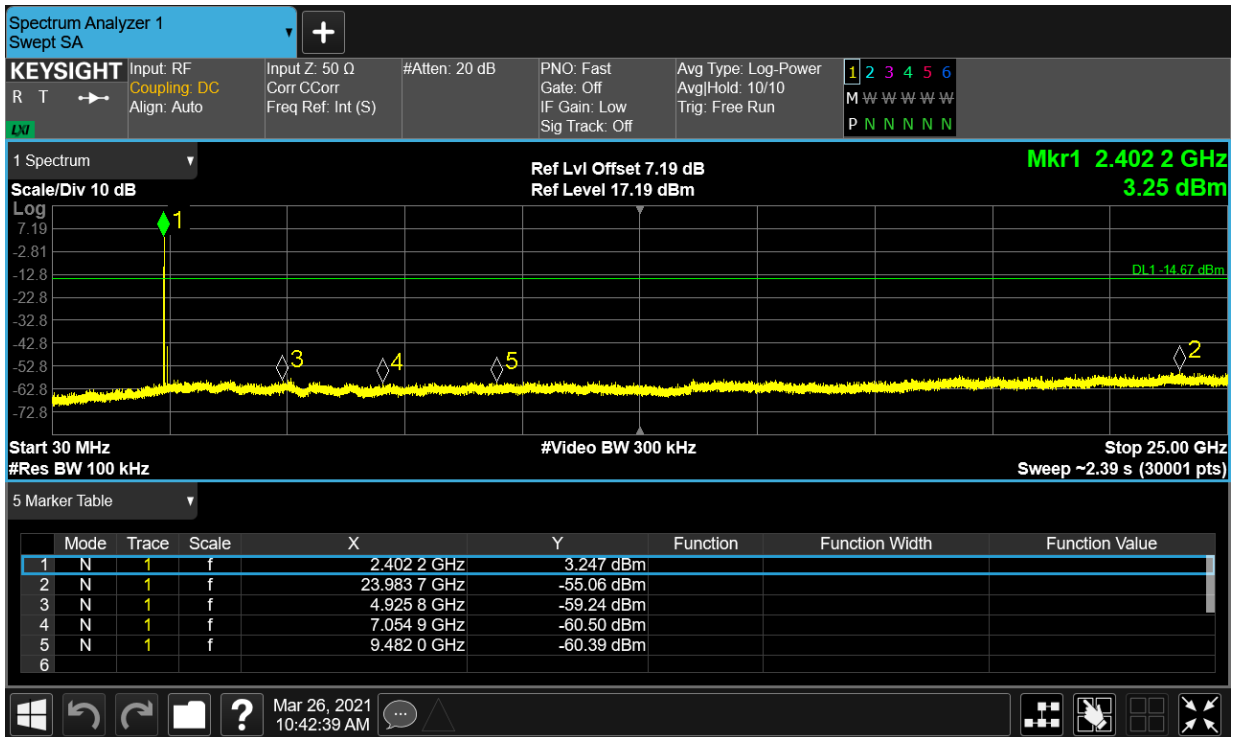 Spectrum Analyzer 1
Swept SA
KEYSIGHT
R T
LXI
Input: RF
Coupling: DC
Align: Auto
Input Z: 50 Ω
Corr CCorr
Freq Ref: Int (S)
#Atten: 20 dB
PNO: Fast
Gate: Off
IF Gain: Low
Sig Track: Off
Avg Type: Log-Power
Avg|Hold: 10/10
Trig: Free Run
1 2 3 4 5 6
M W W W W W
P N N N N N
1 Spectrum
Scale/Div 10 dB
Ref Lvl Offset 7.19 dB
Ref Level 17.19 dBm
Mkr1 2.402 2 GHz
3.25 dBm
Log
7.19
-2.81
-12.8
-22.8
-32.8
-42.8
-52.8
-62.8
-72.8
1
3
4
5
2
DL1 -14.67 dBm
Start 30 MHz
#Res BW 100 kHz
#Video BW 300 kHz
Stop 25.00 GHz
Sweep ~2.39 s (30001 pts)
5 Marker Table
Mode Trace Scale X Y Function Function Width Function Value
1 N 1 f 2.402 2 GHz 3.247 dBm
2 N 1 f 23.983 7 GHz -55.06 dBm
3 N 1 f 4.925 8 GHz -59.24 dBm
4 N 1 f 7.054 9 GHz -60.50 dBm
5 N 1 f 9.482 0 GHz -60.39 dBm
6
?
Mar 26, 2021
10:42:39 AM